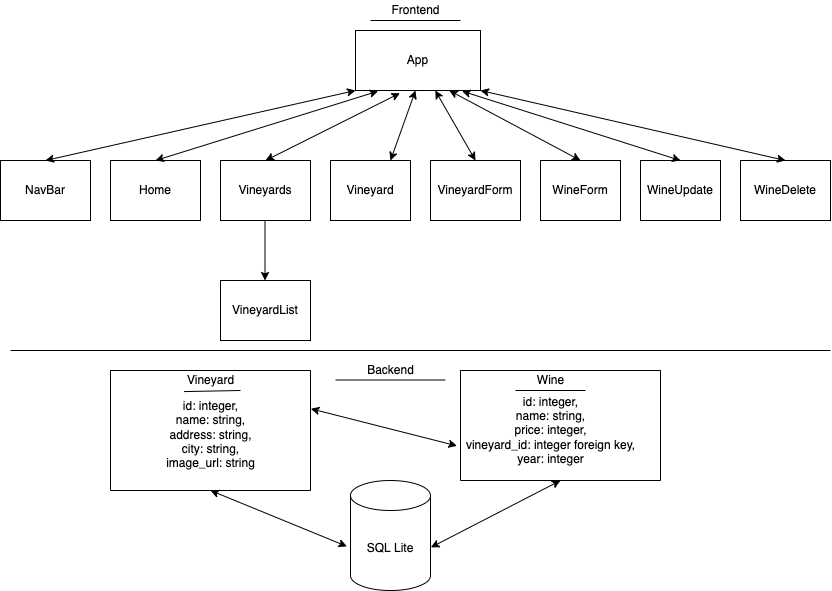 Frontend
App
NavBar
Home
Vineyards
Vineyard
VineyardForm
WineForm
WineUpdate
WineDelete
VineyardList
Backend
Vineyard
id: integer,
name: string,
address: string,
city: string,
image_url: string
Wine
id: integer,
name: string,
price: integer,
vineyard_id: integer foreign key,
year: integer
SQL Lite